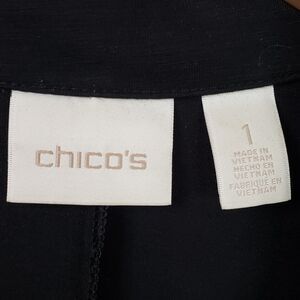 chico's
1
MADE IN
VIETNAM
HECHO EN
VIETNAM
FABRIQUÉ EN
VIETNAM